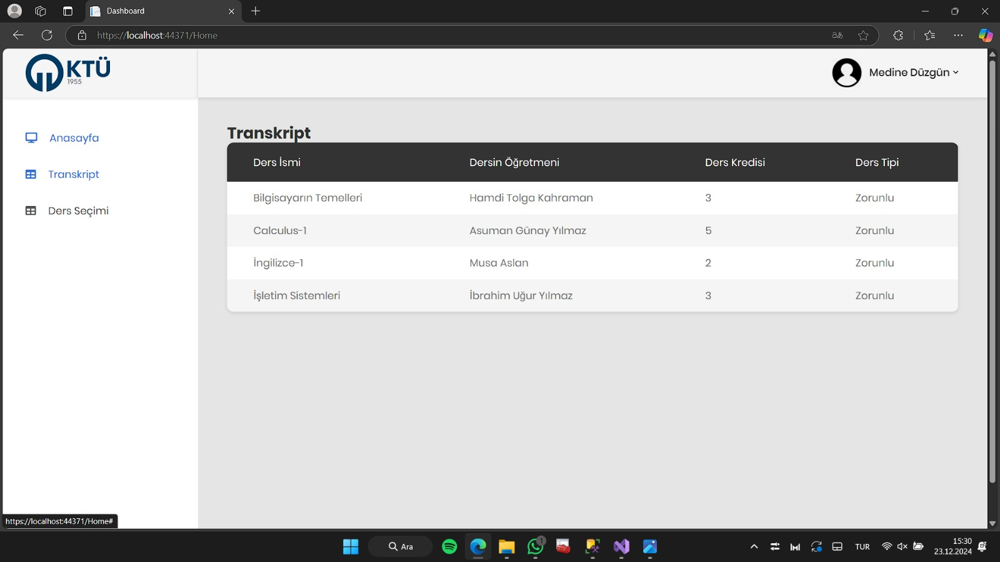 Dashboard
https://localhost:44371/Home
aあ
KTÜ
1955
Medine Düzgün
Anasayfa
Transkript
Ders Seçimi
Transkript
Ders İsmi Dersin Öğretmeni Ders Kredisi Ders Tipi
Bilgisayarın Temelleri Hamdi Tolga Kahraman 3 Zorunlu
Calculus-1 Asuman Günay Yılmaz 5 Zorunlu
İngilizce-1 Musa Aslan 2 Zorunlu
İşletim Sistemleri İbrahim Uğur Yılmaz 3 Zorunlu
https://localhost:44371/Home#
Ara
1
TUR
15:30
23.12.2024